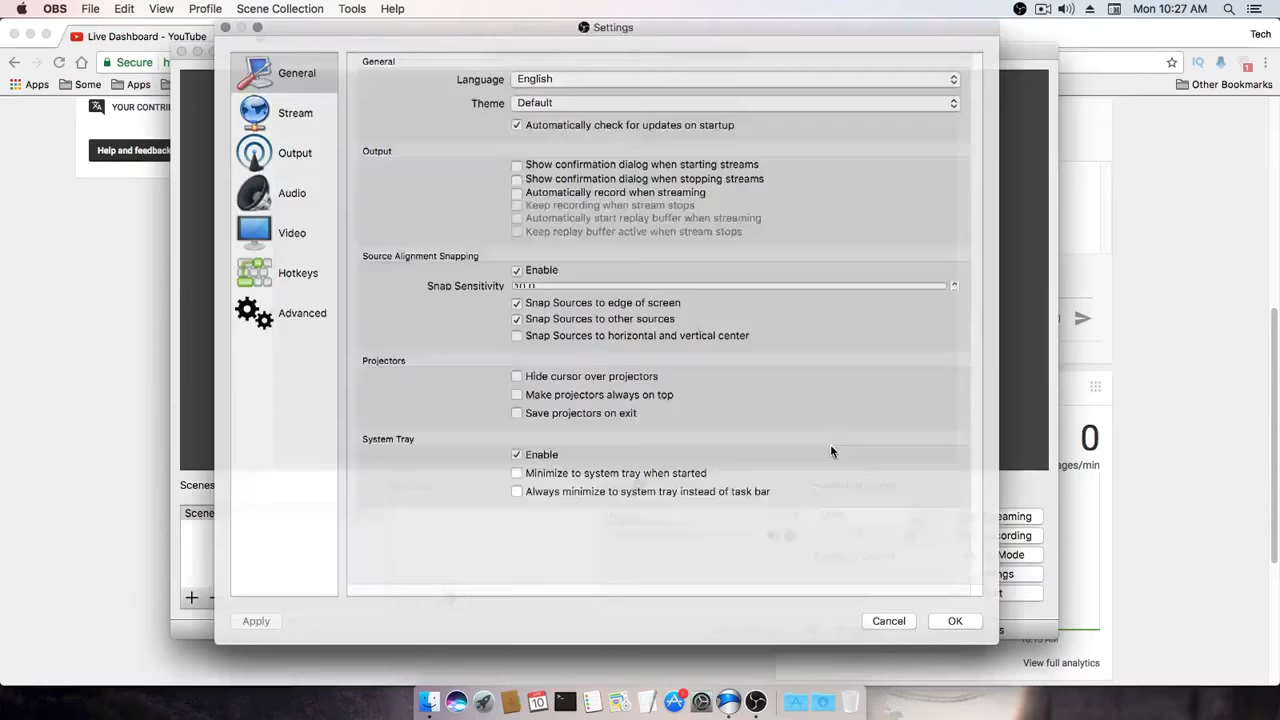 OBS File Edit View Profile Scene Collection Tools Help Mon 10:27 AM
Settings
Live Dashboard - YouTube
Tech
Secure
Apps Some Apps Other Bookmarks
YOUR CONTRI
Help and feedback
General
Stream
Output
Audio
Video
Hotkeys
Advanced
General
Language English
Theme Default
Automatically check for updates on startup
Output
Show confirmation dialog when starting streams
Show confirmation dialog when stopping streams
Automatically record when streaming
Keep recording when stream stops
Automatically start replay buffer when streaming
Keep replay buffer active when stream stops
Source Alignment Snapping
Enable
Snap Sensitivity 10.0
Snap Sources to edge of screen
Snap Sources to other sources
Snap Sources to horizontal and vertical center
Projectors
Hide cursor over projectors
Make projectors always on top
Save projectors on exit
System Tray
Enable
Minimize to system tray when started
Always minimize to system tray instead of task bar
Apply
Cancel
OK
Scenes
Scene
eaming
ording
Mode
ngs
t
0
ages/min
10:15 AM
View full analytics
10